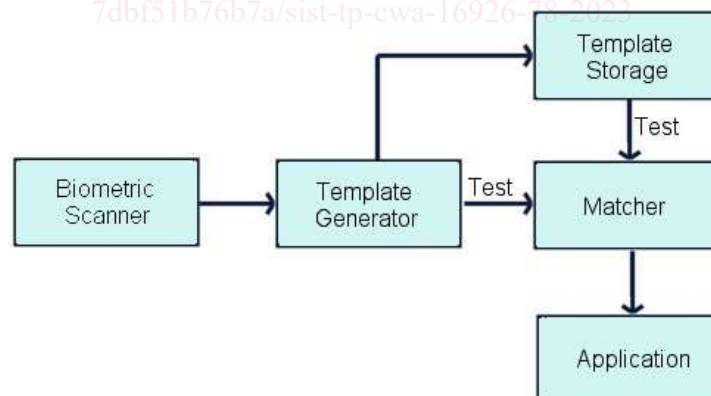 7dbf51b76b7a/sist-tp-cwa-16926-78-2023
Template
Storage
Test
Biometric
Scanner
Template
Generator
Test
Matcher
Application